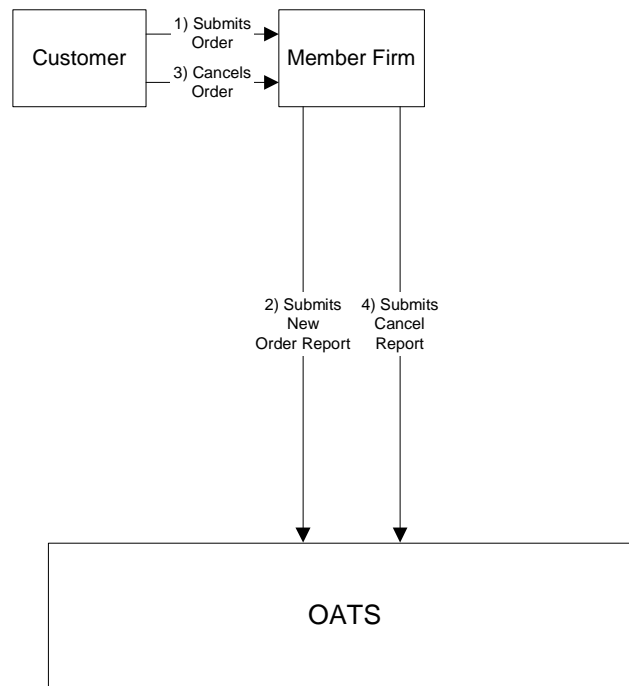 1) Submits
Order
Customer
Member Firm
3) Cancels
Order
2) Submits
New
Order Report
4) Submits
Cancel
Report
OATS